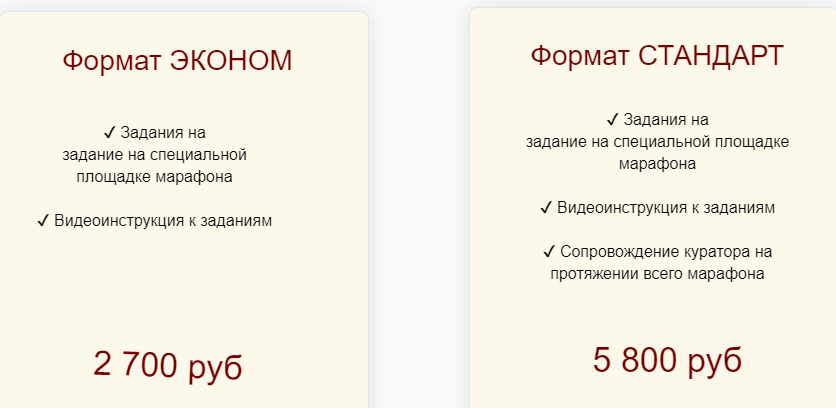 Формат ЭКОНОМ
✓ Задания на
задание на специальной
площадке марафона
✓ Видеоинструкция к заданиям
2 700 руб
Формат СТАНДАРТ
✓ Задания на
задание на специальной площадке
марафона
✓ Видеоинструкция к заданиям
✓ Сопровождение куратора на
протяжении всего марафона
5 800 руб